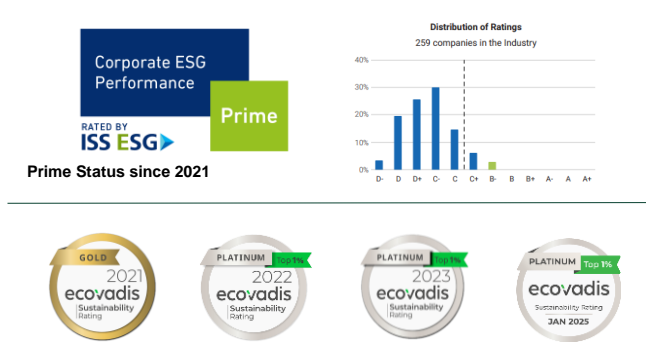 Corporate ESG
Performance
Prime
RATED BY
ISS ESG
Prime Status since 2021
Distribution of Ratings
259 companies in the Industry
40%
30%
20%
10%
0%
D- D D+ C- C C+ B- B B+ A- A A+
GOLD
2021
ecovadis
Sustainability
Rating
PLATINUM Top 1%
2022
ecovadis
Sustainability
Rating
PLATINUM Top 1%
2023
ecovadis
Sustainability
Rating
PLATINUM Top 1%
ecovadis
Sustainability Rating
JAN 2025